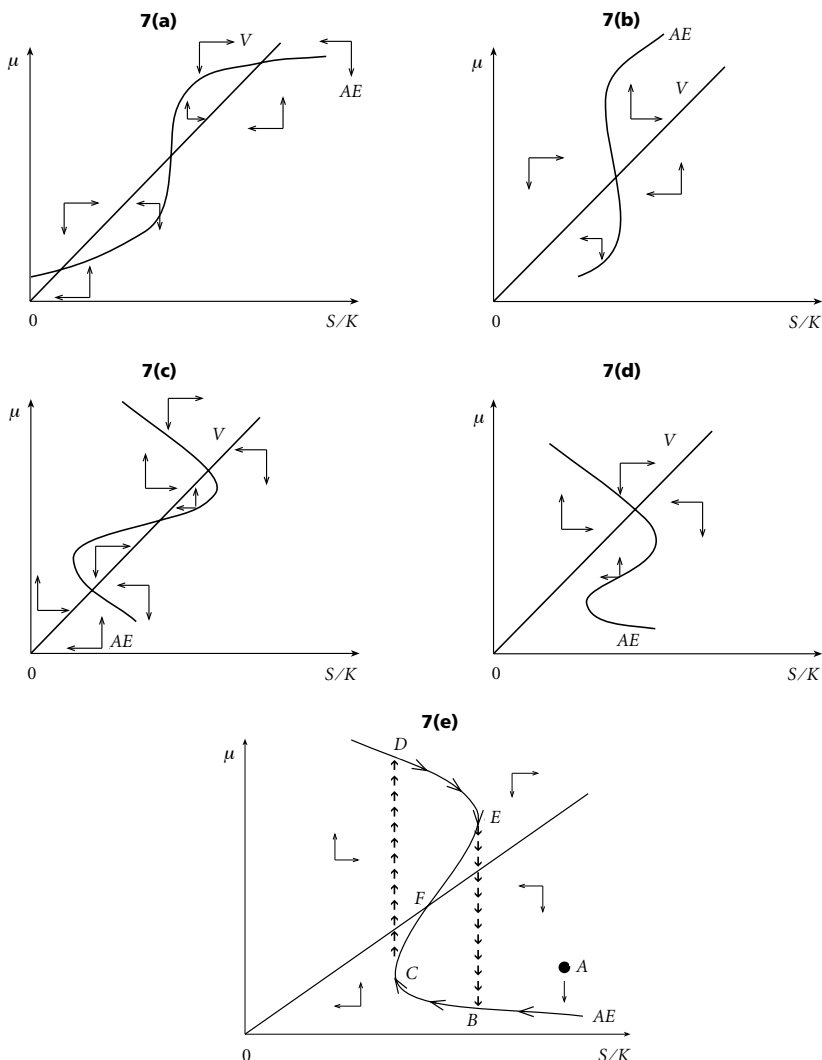 7(a)
7(b)
μ
V
AE
0
S/K
μ
AE
V
0
S/K
7(c)
7(d)
μ
V
AE
0
S/K
μ
V
AE
0
S/K
7(e)
μ
D
E
F
A
C
B
AE
0
S/K